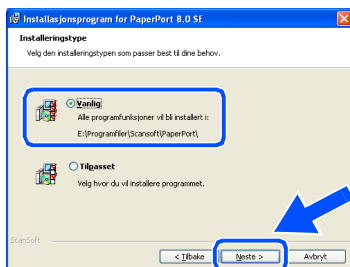 Installasjonsprogram for PaperPort 8.0 SE
Installeringstype
Velg den installeringstypen som passer best til dine behov.
Vanlig
Alle programfunksjoner vil bli installert i:
E:\Programfiler\Scansoft\PaperPort\
Tilpasset
Velg hvor du vil installere programmet.
ScanSoft
< Tilbake
Neste >
Avbryt